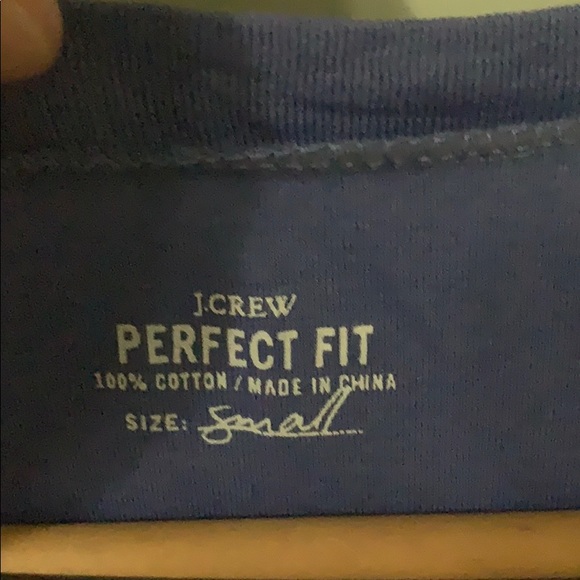 J.CREW
PERFECT FIT
100% COTTON / MADE IN CHINA
SIZE: small